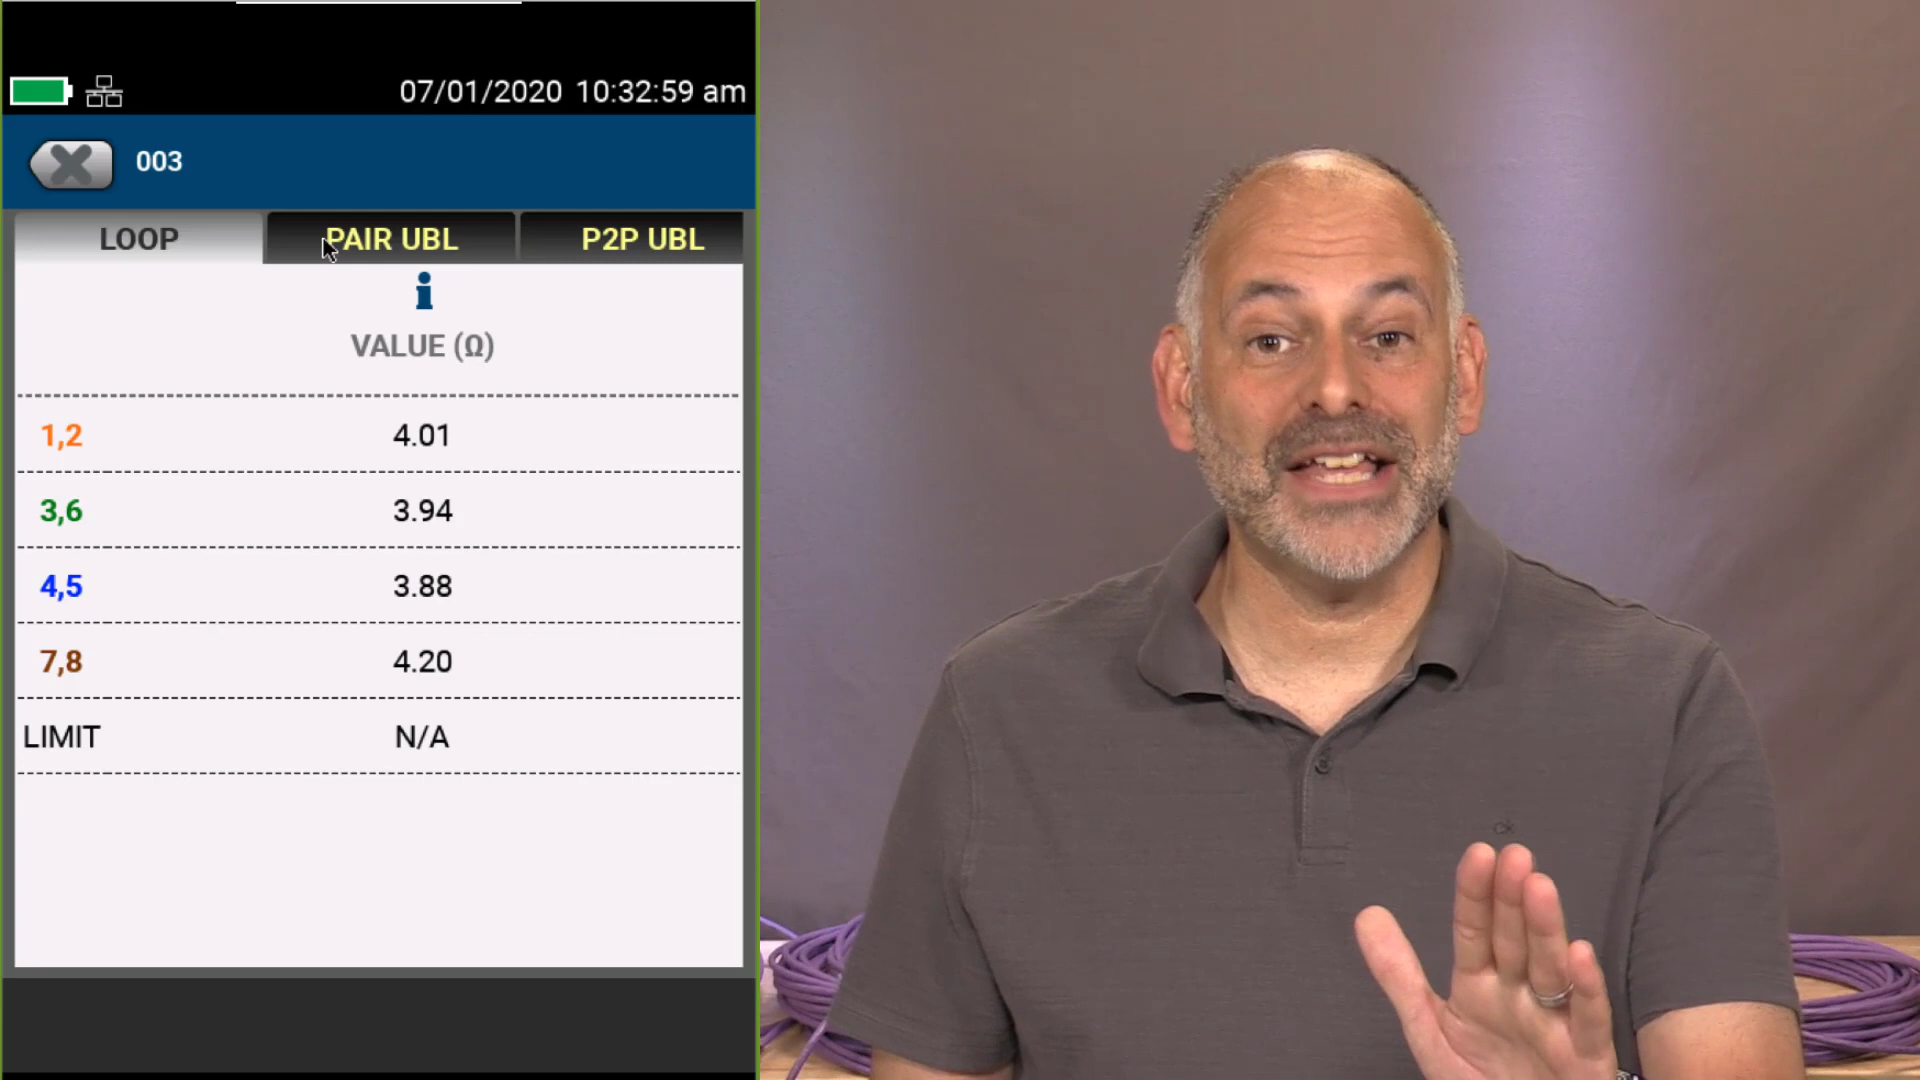 07/01/2020 10:32:59 am
003
LOOP PAIR UBL P2P UBL
i
VALUE (Ω)
1,2 4.01
3,6 3.94
4,5 3.88
7,8 4.20
LIMIT N/A
ck